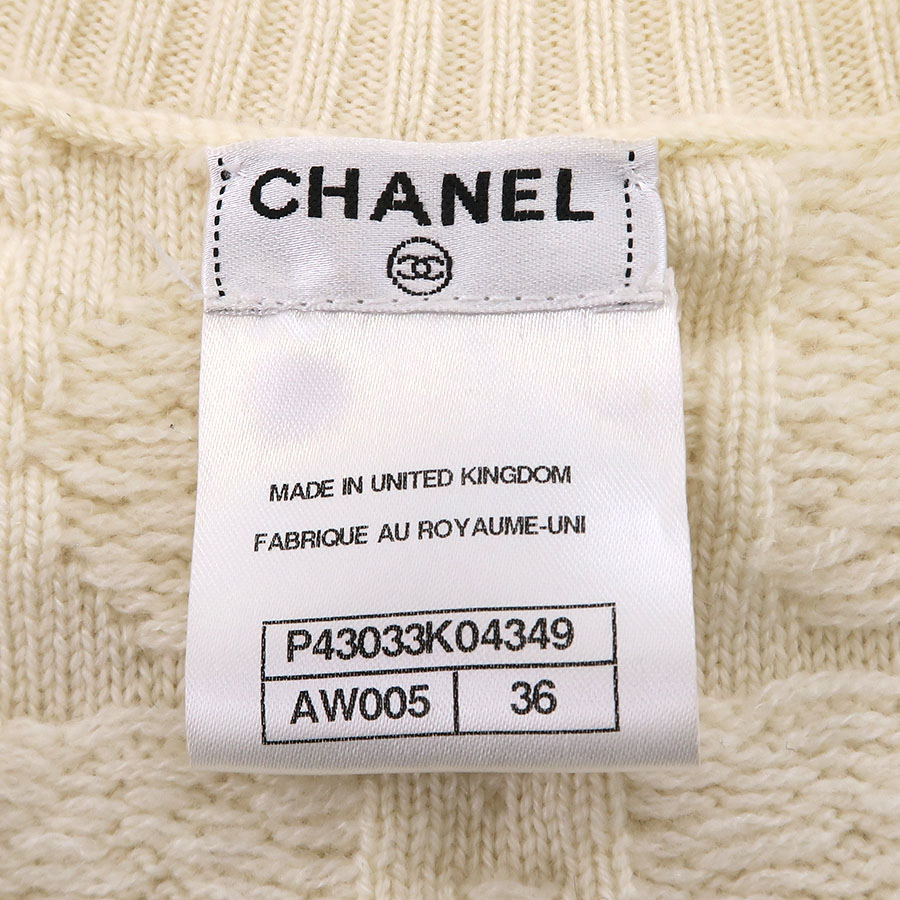 CHANEL
MADE IN UNITED KINGDOM
FABRIQUE AU ROYAUME-UNI
P43033K04349
AW005 36